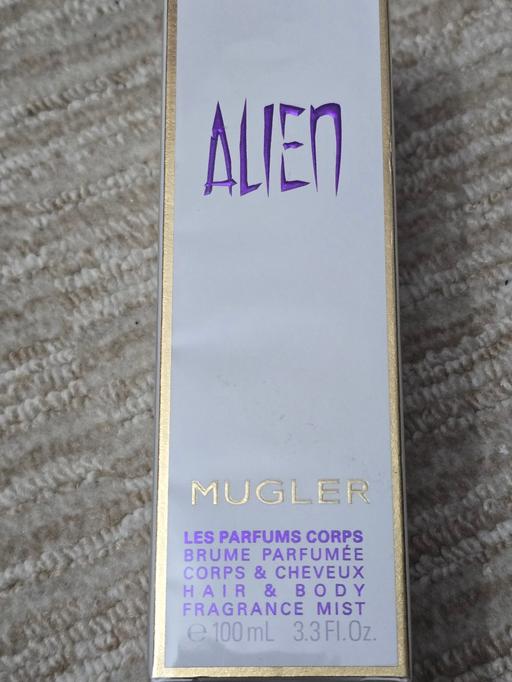 ALIEN
MUGLER
LES PARFUMS CORPS
BRUME PARFUMÉE
CORPS & CHEVEUX
HAIR & BODY
FRAGRANCE MIST
℮ 100 mL 3.3 Fl.Oz.